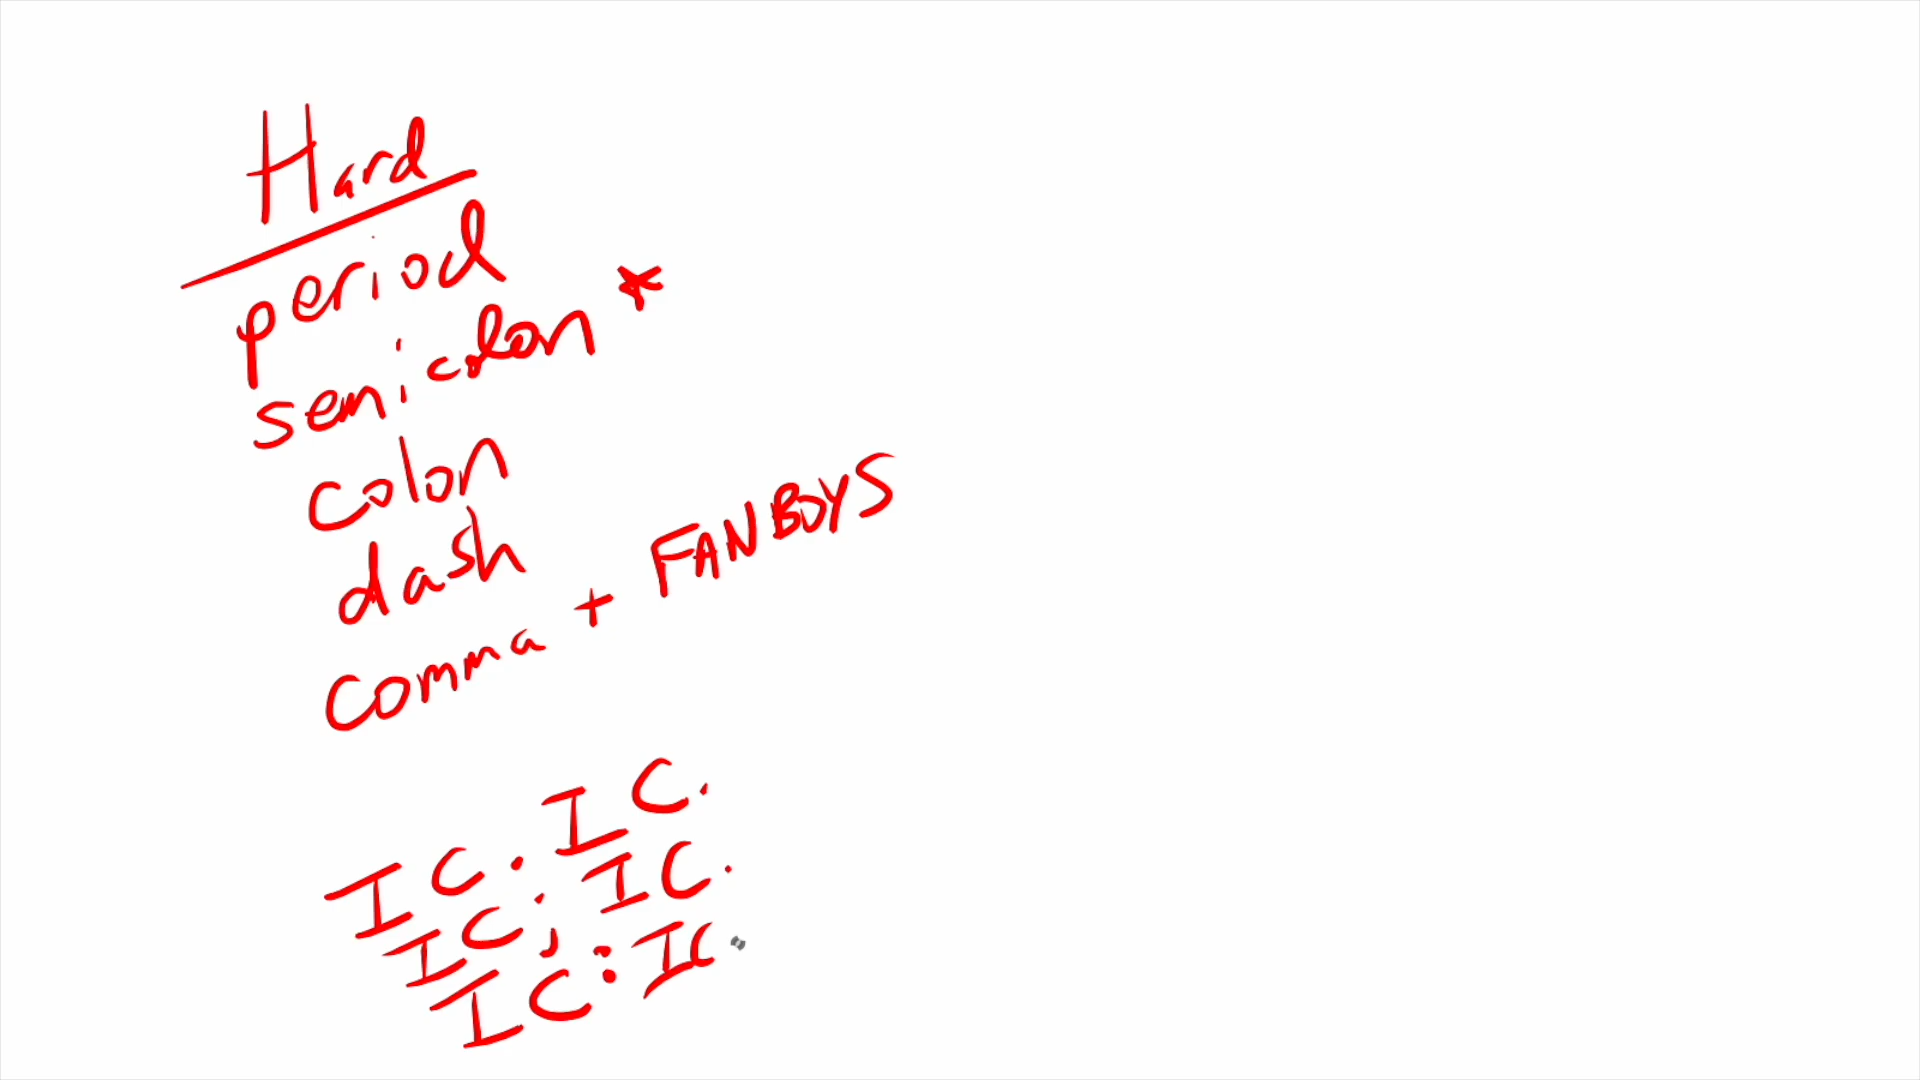 Hard
period
semicolon *
colon
dash
comma + FANBOYS
IC. IC.
IC; IC.
IC: IC